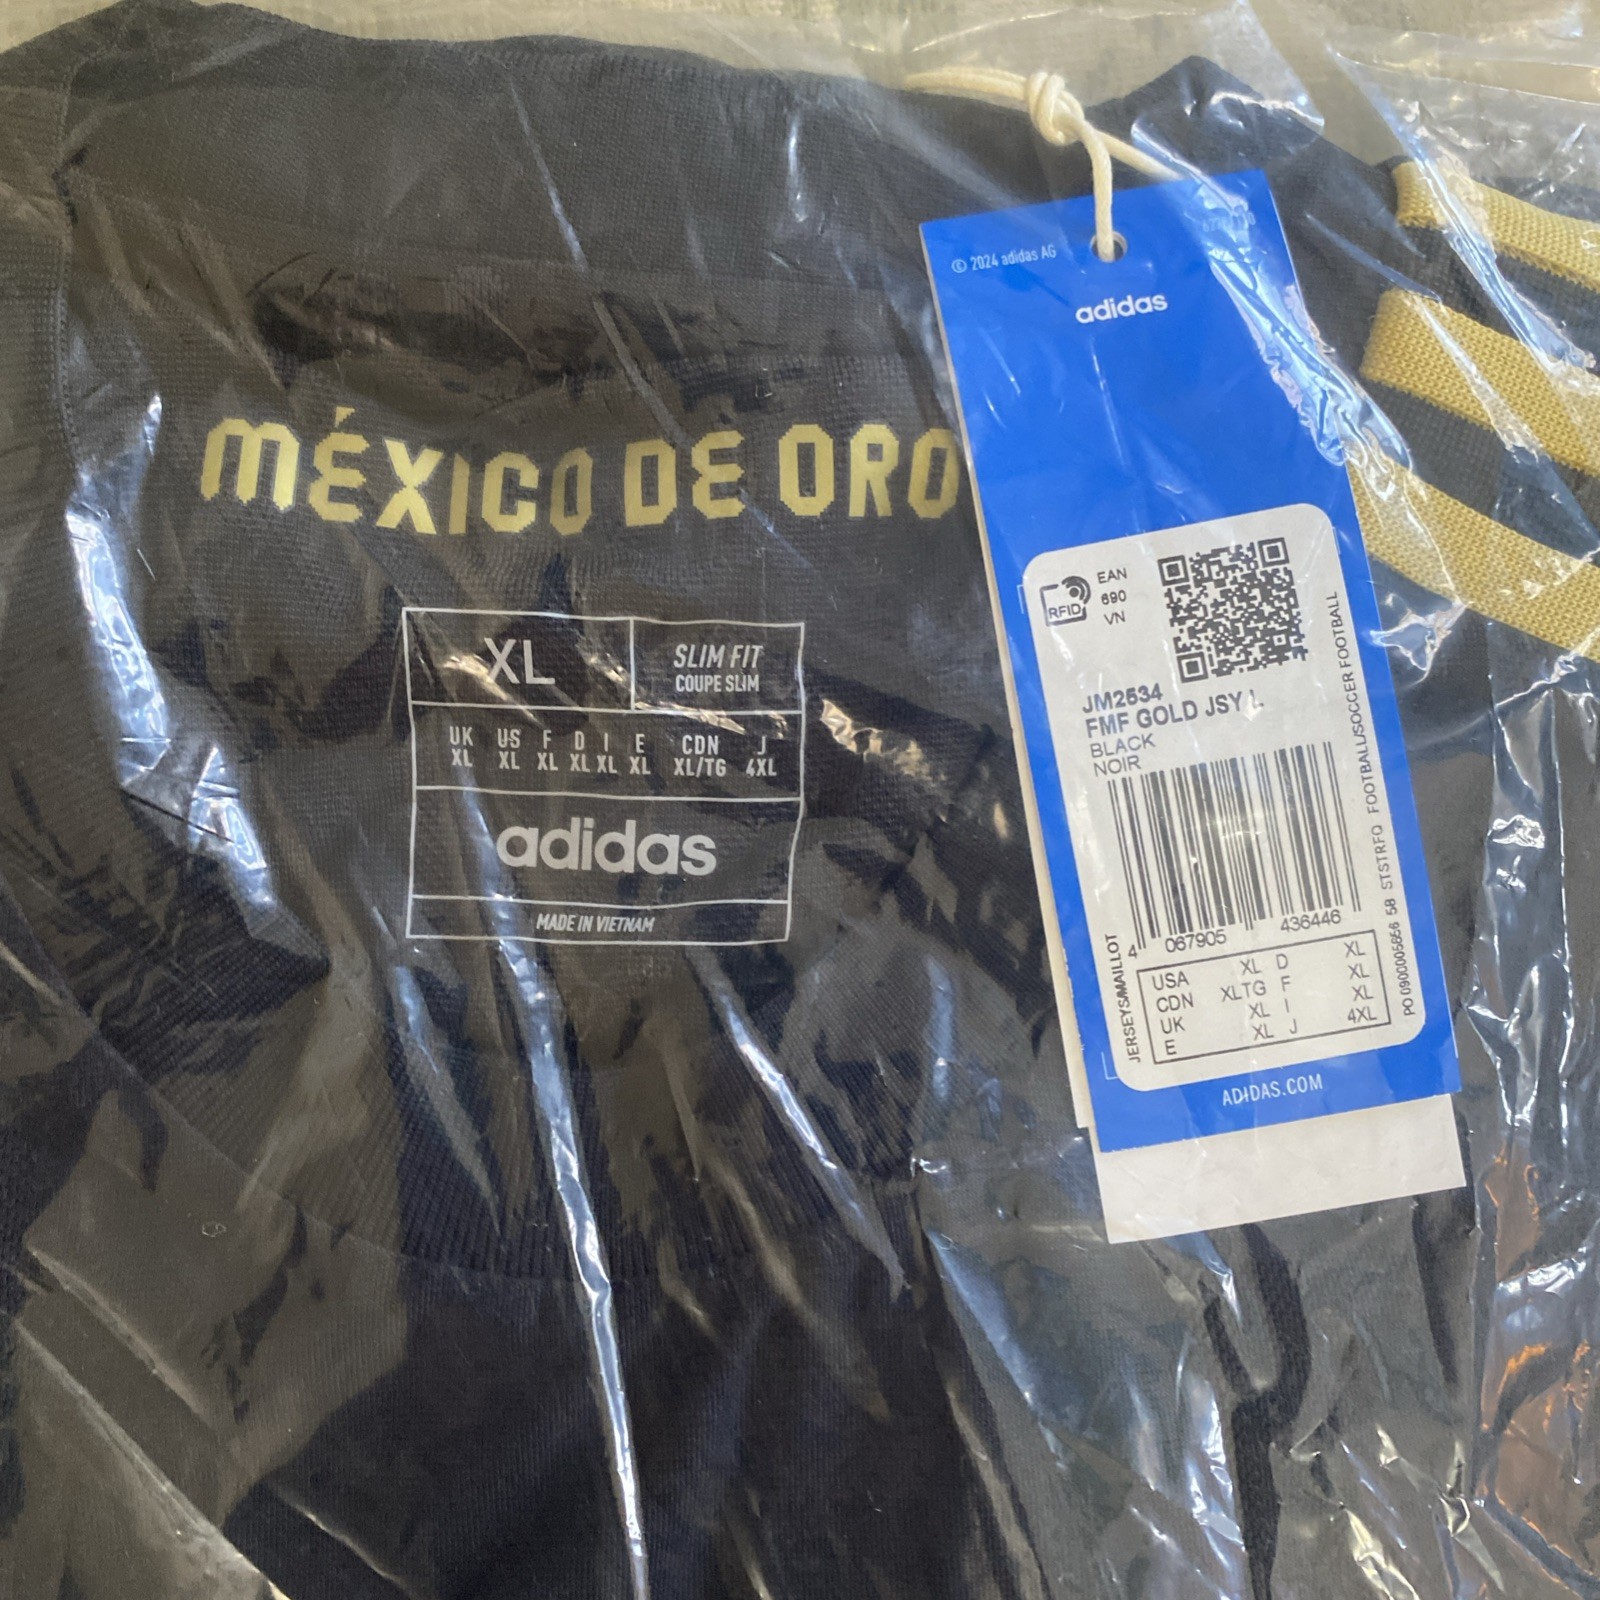 MÉXICO DE ORO
XL
SLIM FIT
COUPE SLIM
UK US F D I E CDN J
XL XL XL XL XL XL XL/TG 4XL
adidas
MADE IN VIETNAM
© 2024 adidas AG
adidas
RFID
EAN
690
VN
JM2534
FMF GOLD JSY L
BLACK
NOIR
4 067905 436446
JERSEYS/MAILLOT
USA XL D XL
CDN XLTG F XL
UK XL I XL
E XL J 4XL
FOOTBALL/SOCCER FOOTBALL
STSTRFQ
58
ADIDAS.COM